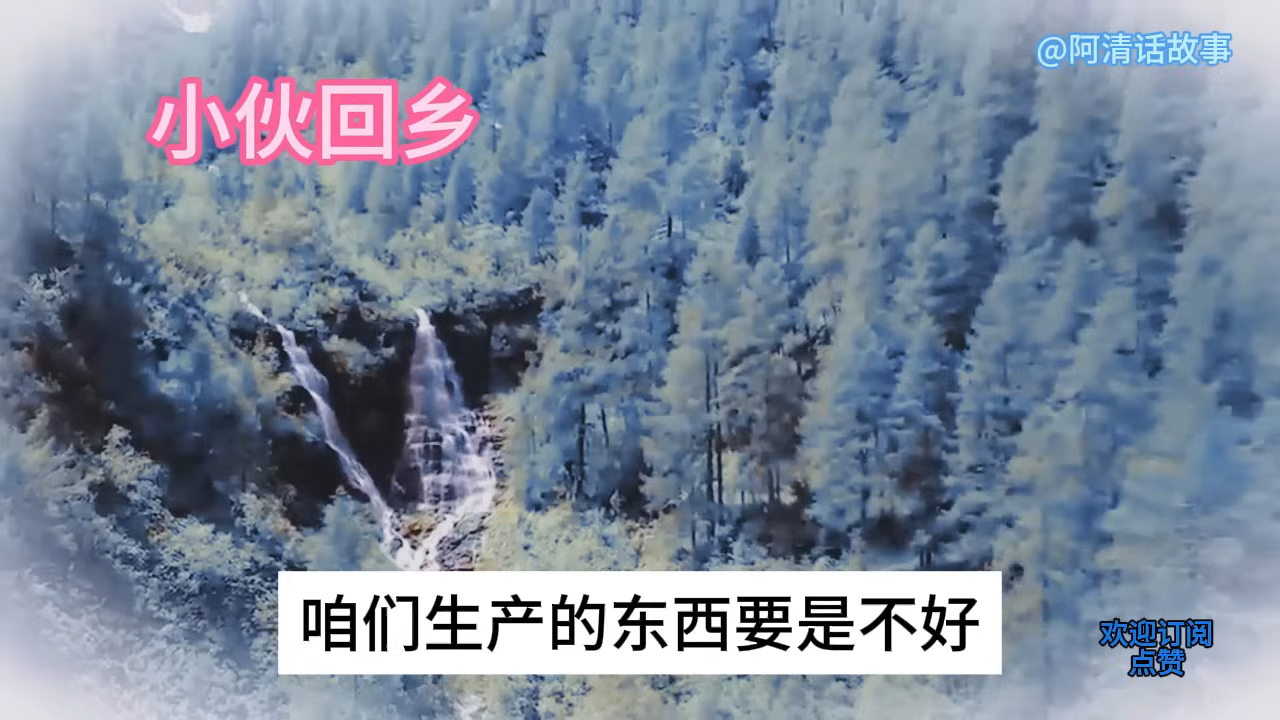 @阿清话故事
小伙回乡
咱们生产的东西要是不好
欢迎订阅
点赞